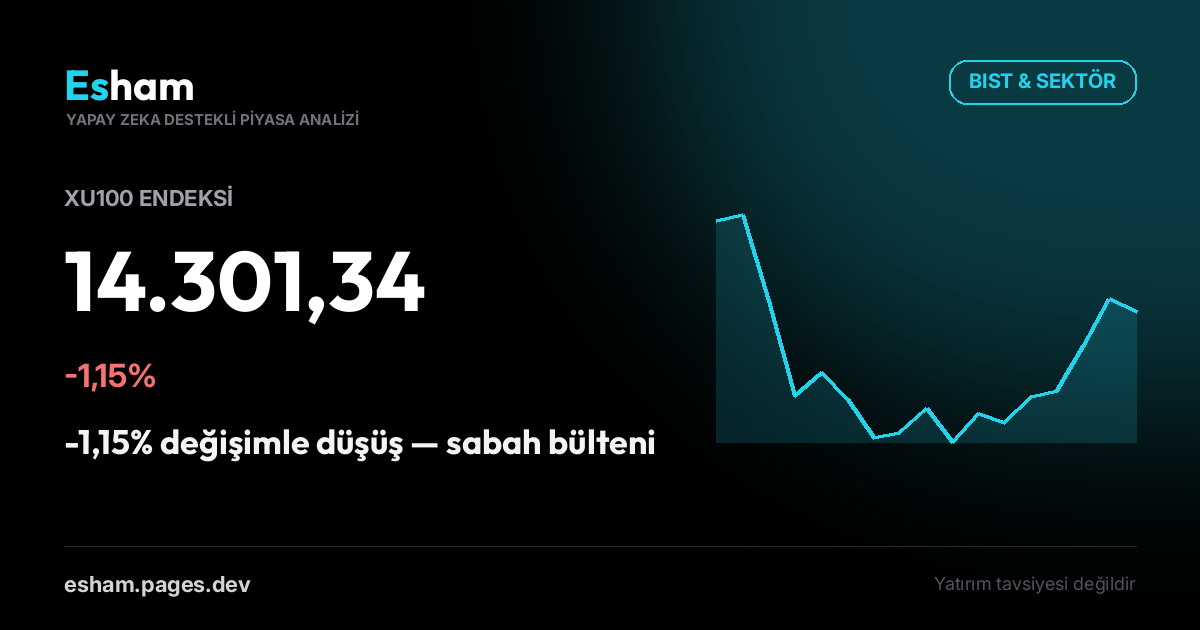 Esham
YAPAY ZEKA DESTEKLİ PİYASA ANALİZİ
BIST & SEKTÖR
XU100 ENDEKSİ
14.301,34
-1,15%
-1,15% değişimle düşüş — sabah bülteni
esham.pages.dev
Yatırım tavsiyesi değildir